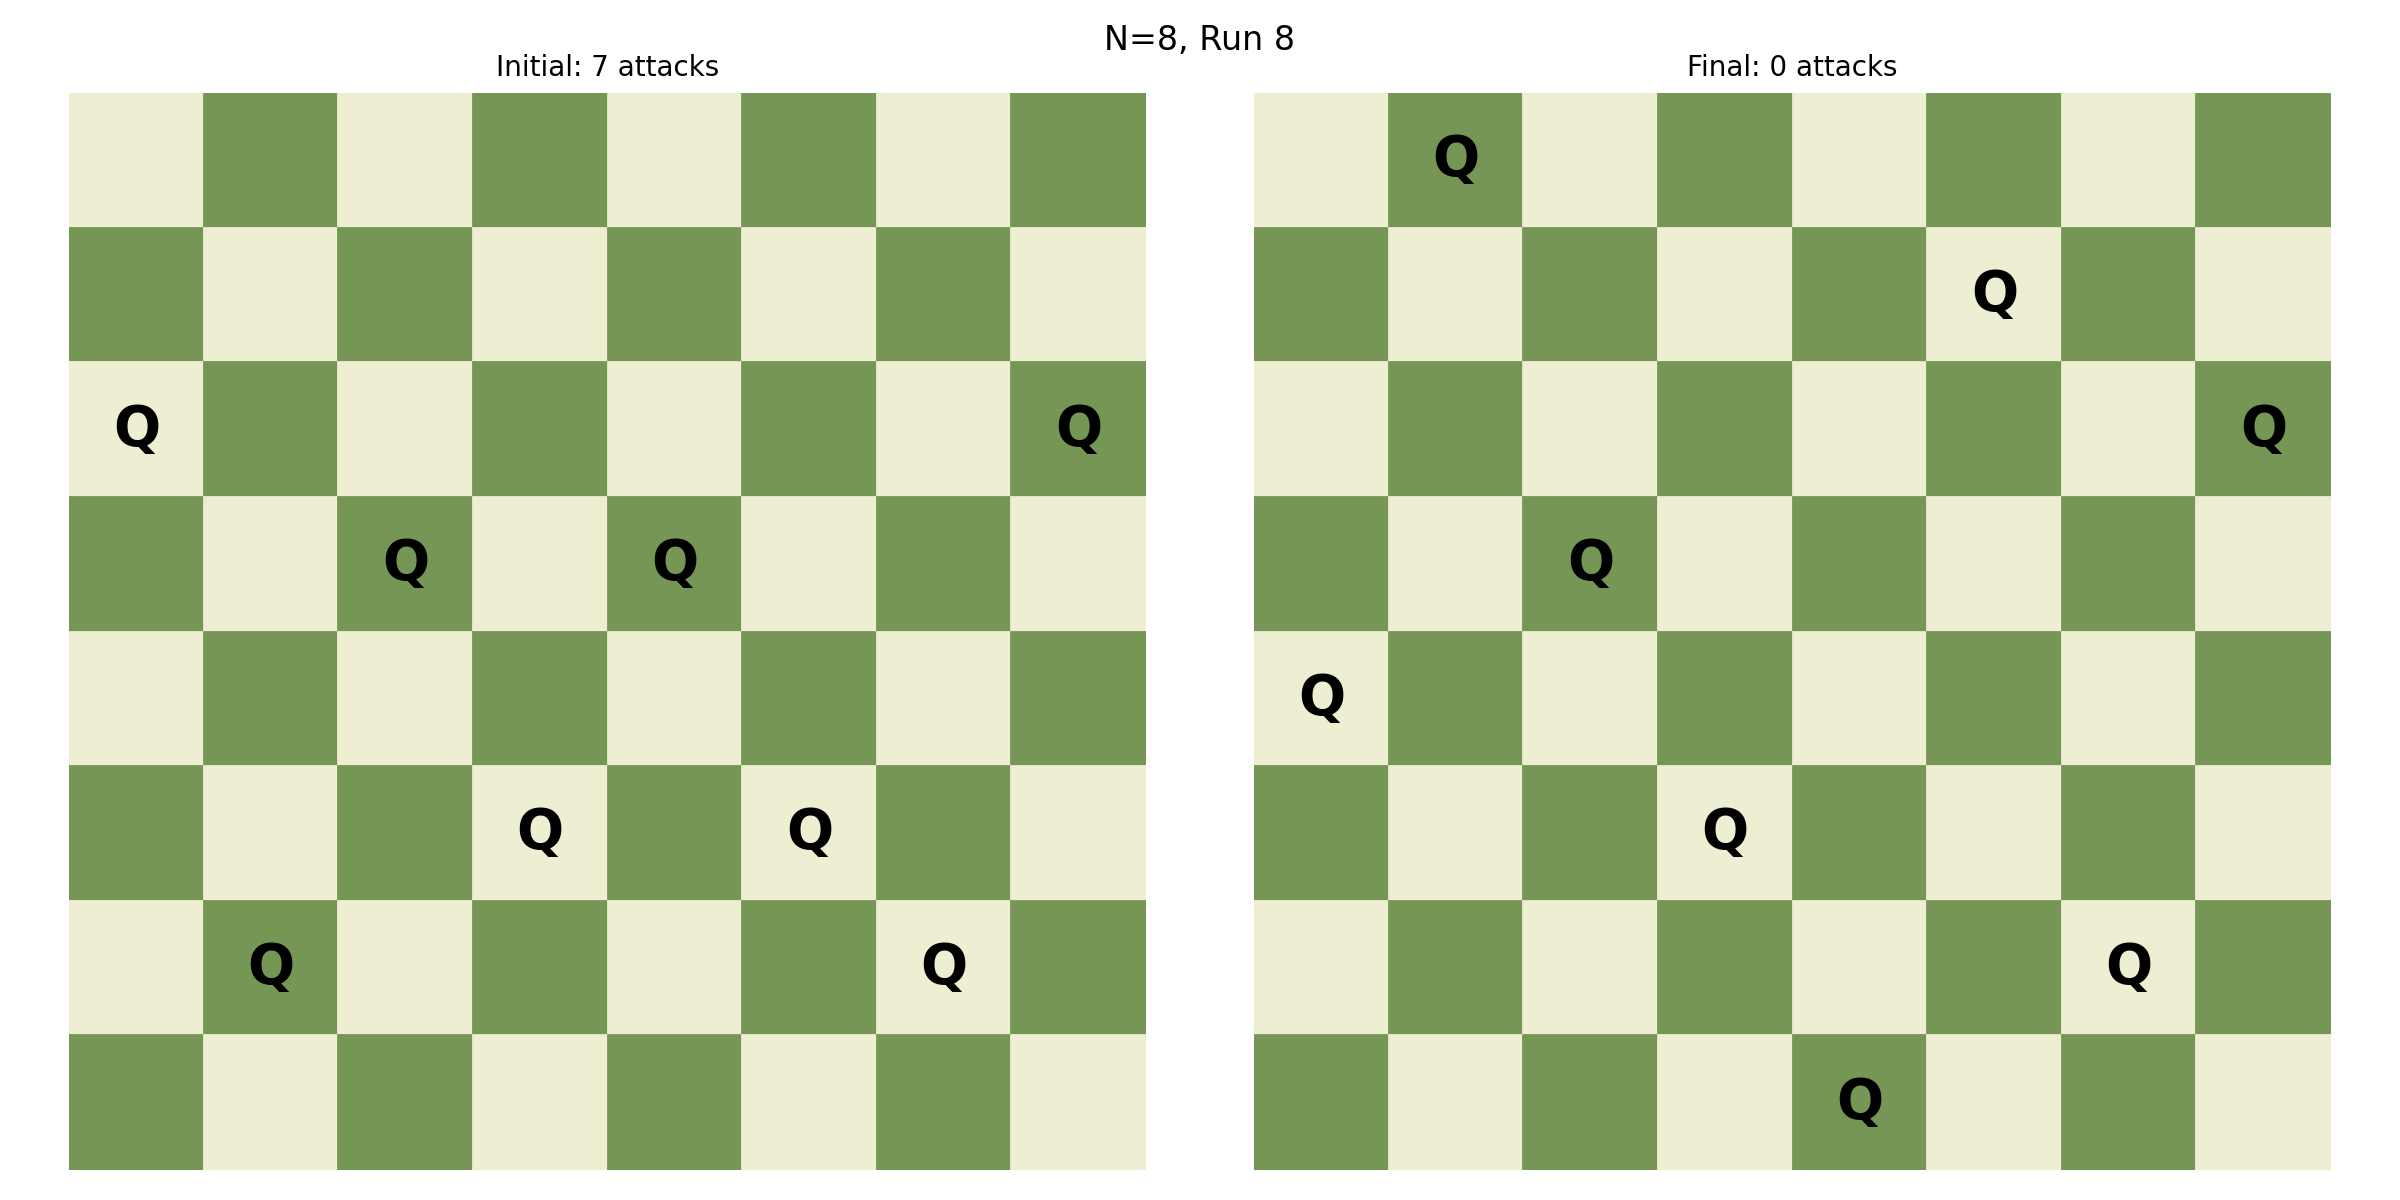 N=8, Run 8
Initial: 7 attacks
Final: 0 attacks
Q
Q
Q Q Q
Q Q Q
Q
Q Q Q
Q Q Q
Q